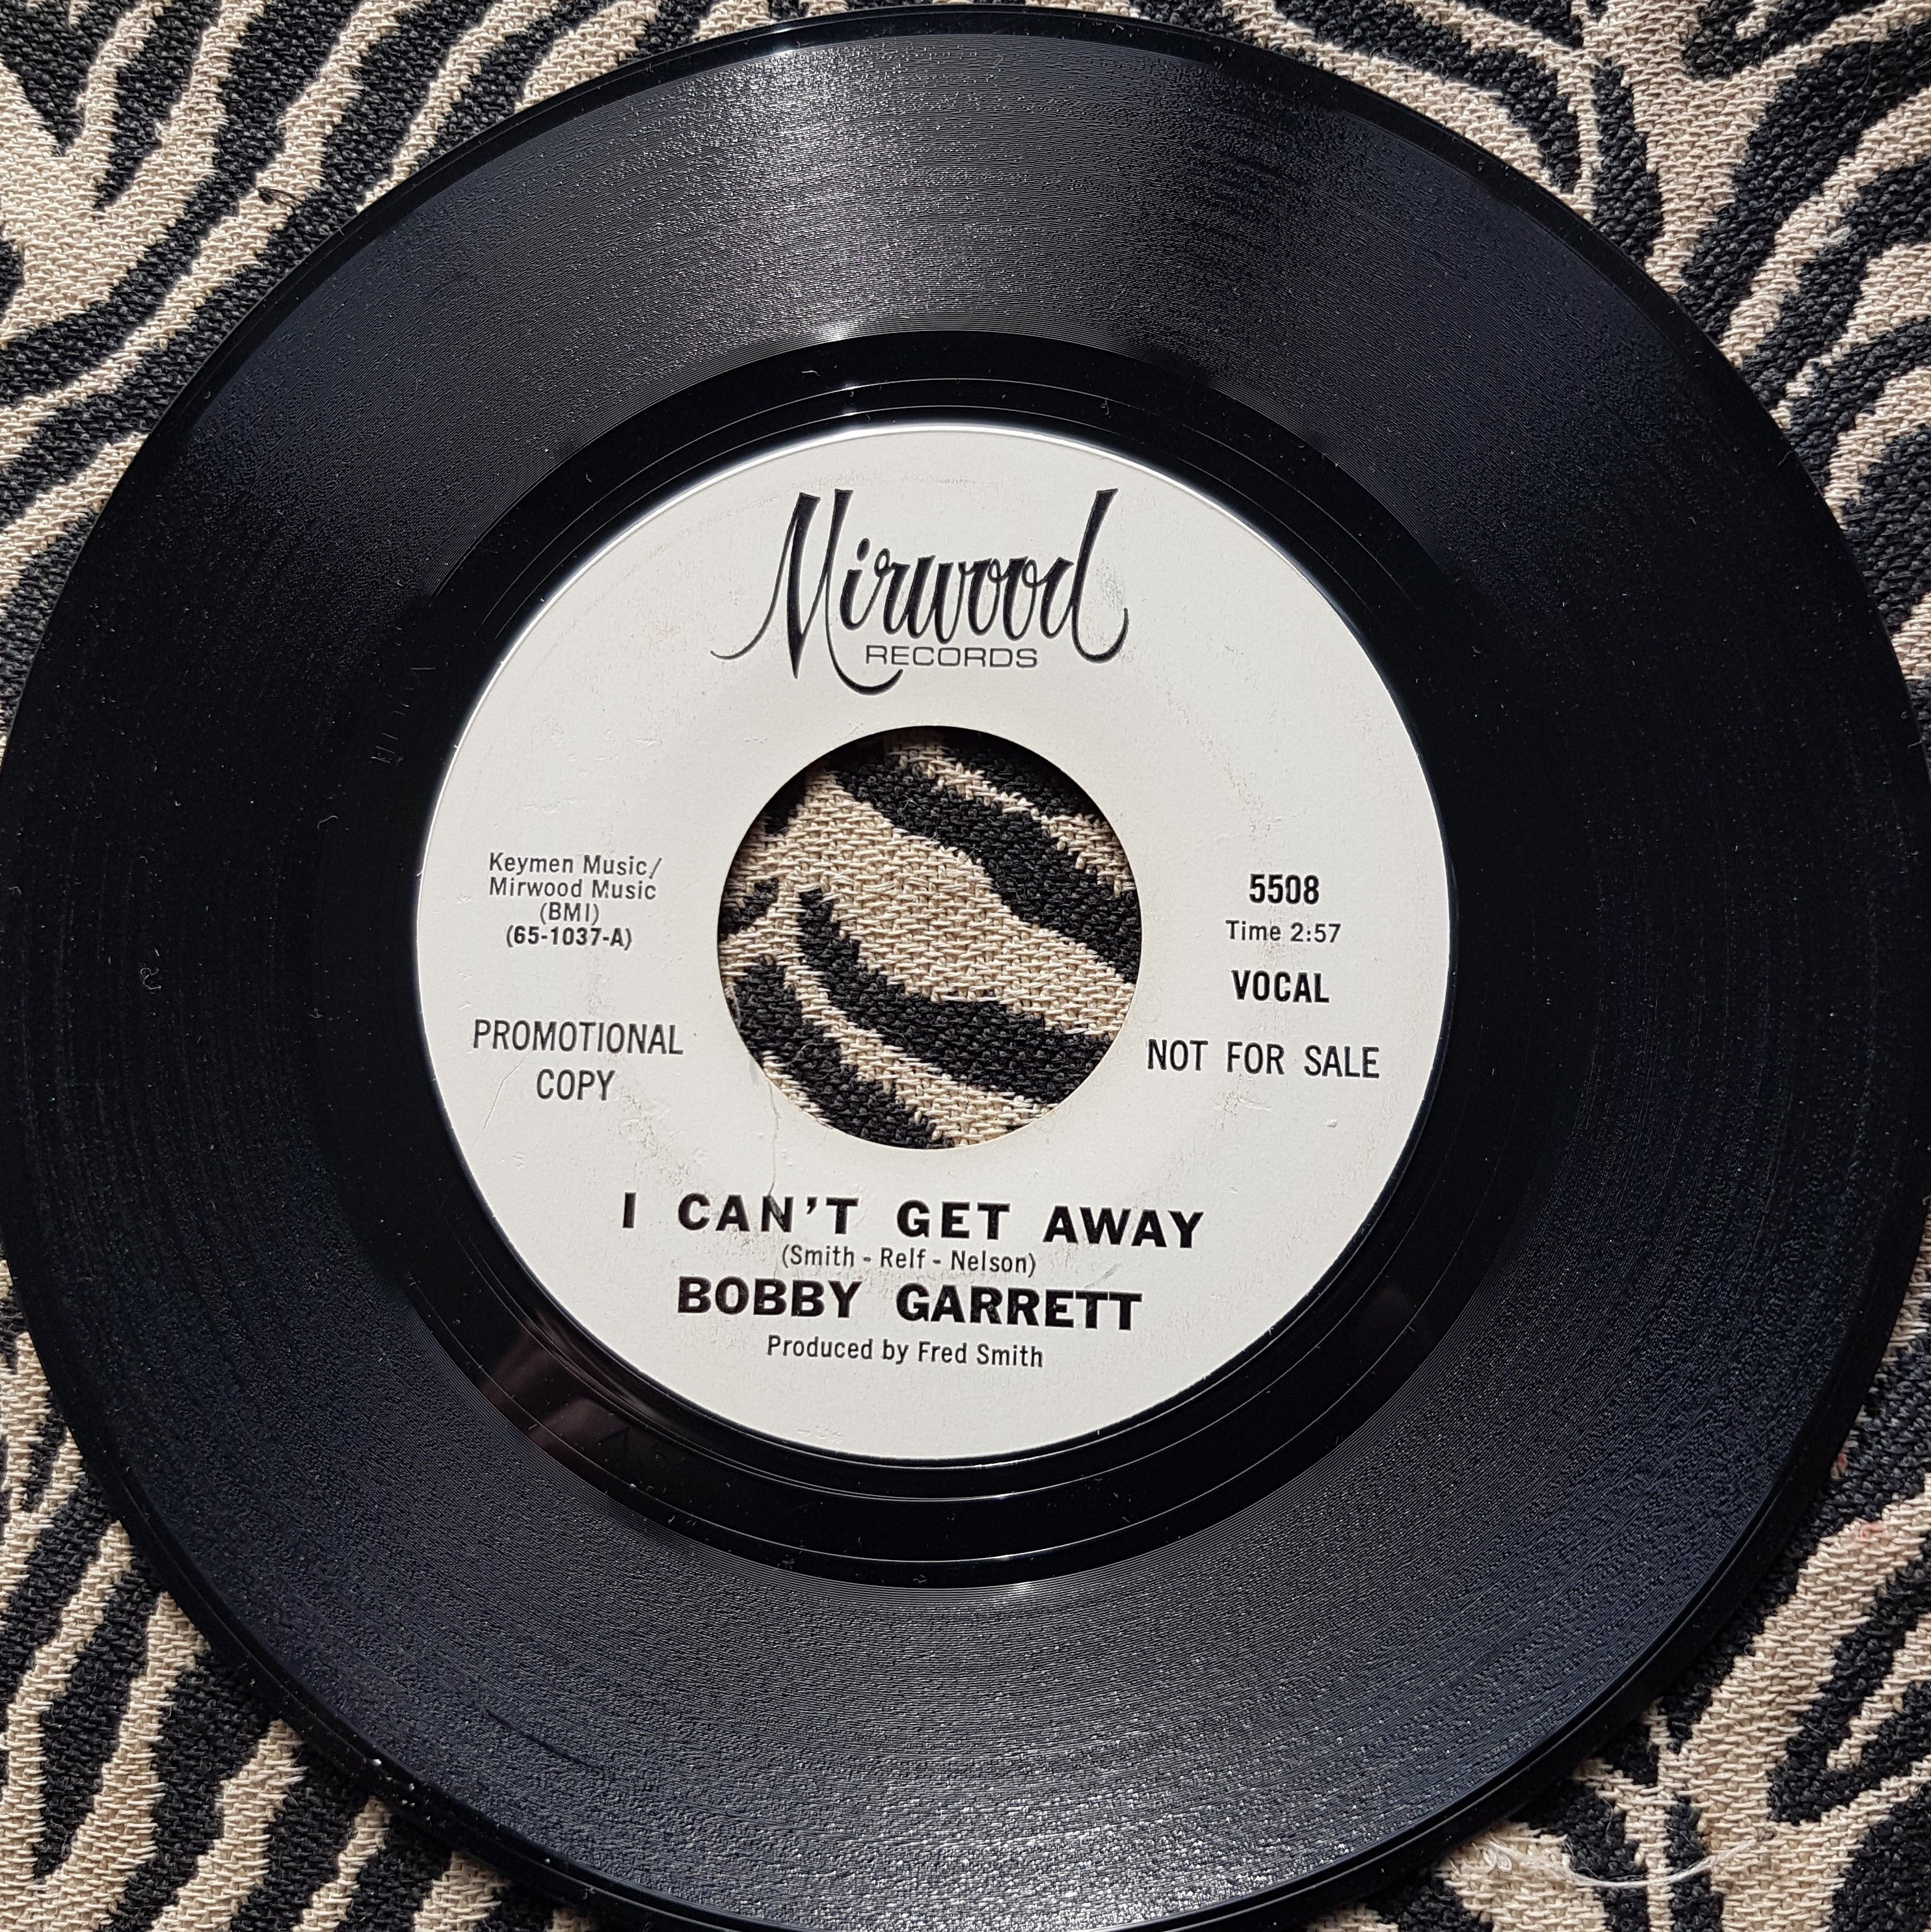 Mirwood
RECORDS
Keymen Music/
Mirwood Music
(BMI)
(65-1037-A)
PROMOTIONAL
COPY
5508
Time 2:57
VOCAL
NOT FOR SALE
I CAN'T GET AWAY
(Smith - Relf - Nelson)
BOBBY GARRETT
Produced by Fred Smith